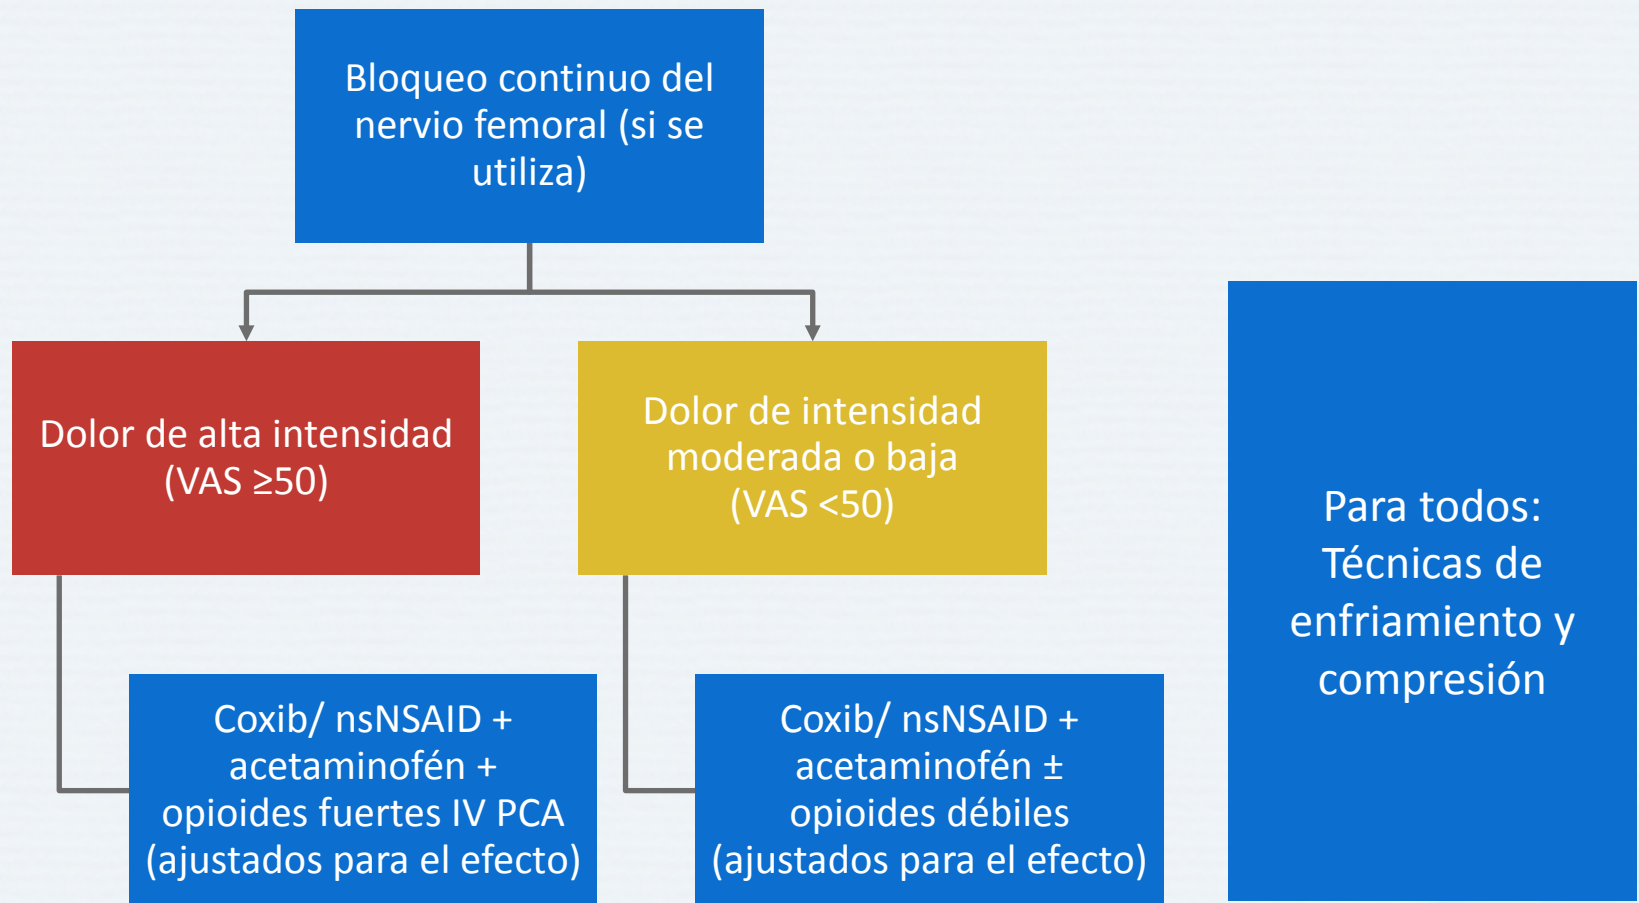 Bloqueo continuo del
nervio femoral (si se
utiliza)
Dolor de alta intensidad
(VAS ≥50)
Dolor de intensidad
moderada o baja
(VAS <50)
Coxib/ nsNSAID +
acetaminofén +
opioides fuertes IV PCA
(ajustados para el efecto)
Coxib/ nsNSAID +
acetaminofén ±
opioides débiles
(ajustados para el efecto)
Para todos:
Técnicas de
enfriamiento y
compresión